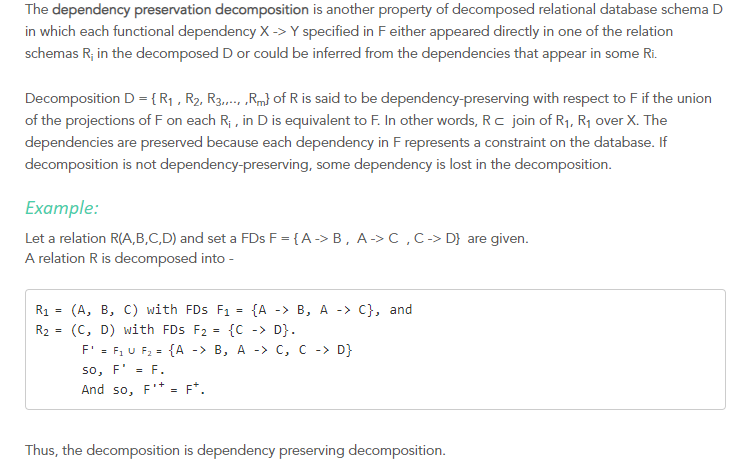 The dependency preservation decomposition is another property of decomposed relational database schema D
in which each functional dependency X -> Y specified in F either appeared directly in one of the relation
schemas Rᵢ in the decomposed D or could be inferred from the dependencies that appear in some Ri.
Decomposition D = { R₁ , R₂, R₃,,.., ,Rₘ} of R is said to be dependency-preserving with respect to F if the union
of the projections of F on each Rᵢ , in D is equivalent to F. In other words, R ⊂ join of R₁, R₁ over X. The
dependencies are preserved because each dependency in F represents a constraint on the database. If
decomposition is not dependency-preserving, some dependency is lost in the decomposition.
Example:
Let a relation R(A,B,C,D) and set a FDs F = { A -> B , A -> C , C -> D} are given.
A relation R is decomposed into -
R₁ = (A, B, C) with FDs F₁ = {A -> B, A -> C}, and
R₂ = (C, D) with FDs F₂ = {C -> D}.
F' = F₁ ∪ F₂ = {A -> B, A -> C, C -> D}
so, F' = F.
And so, F'⁺ = F⁺.
Thus, the decomposition is dependency preserving decomposition.